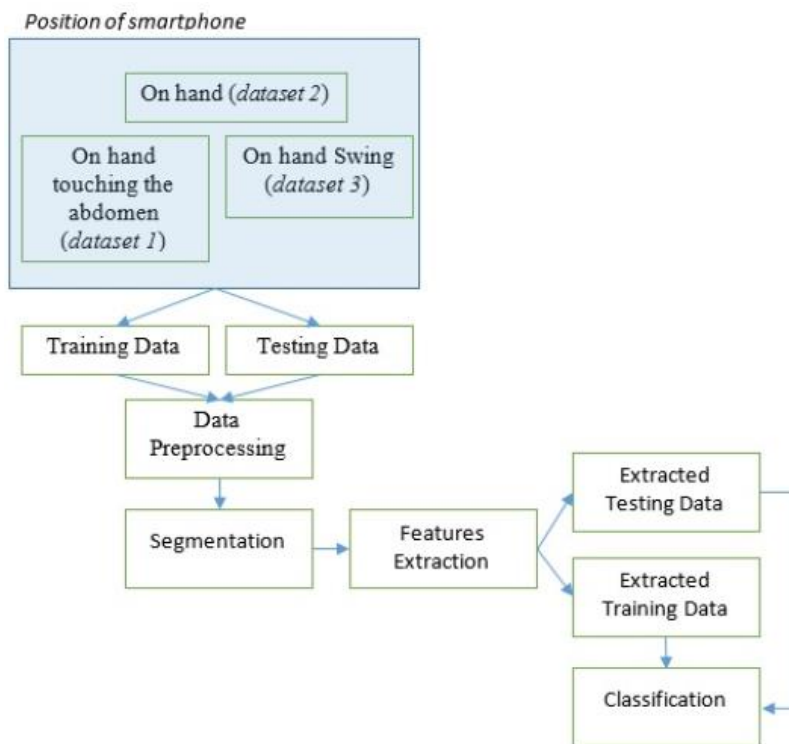 Position of smartphone
On hand (dataset 2)
On hand
touching the
abdomen
(dataset 1)
On hand Swing
(dataset 3)
Training Data
Testing Data
Data
Preprocessing
Segmentation
Features
Extraction
Extracted
Testing Data
Extracted
Training Data
Classification